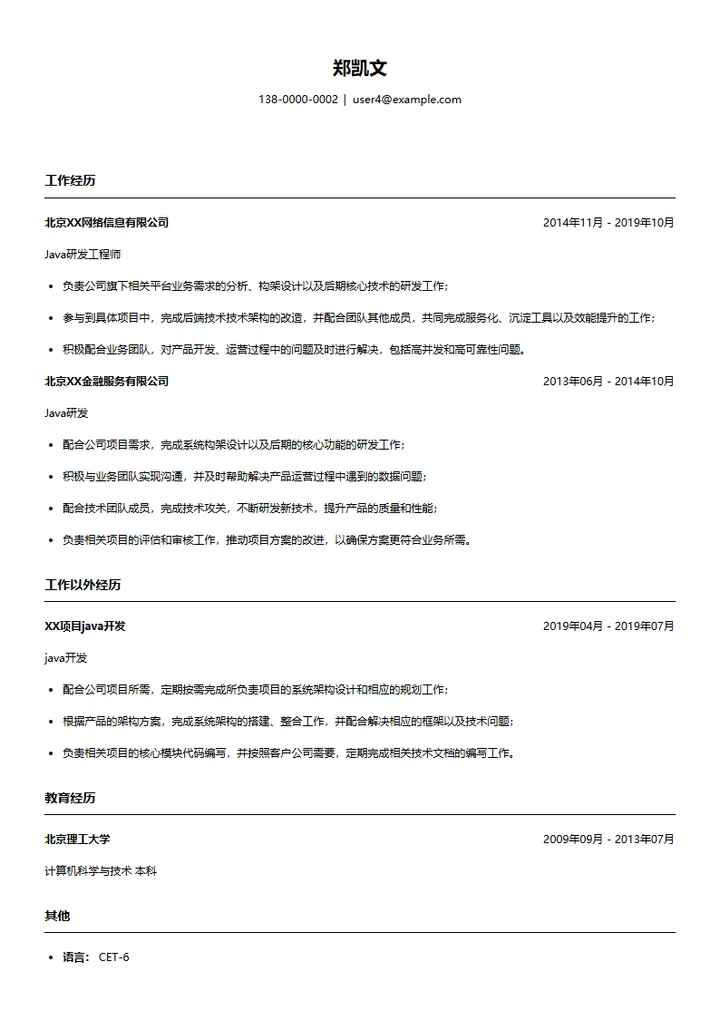 郑凯文
138-0000-0002 | user4@example.com
工作经历
北京XX网络信息有限公司 2014年11月 - 2019年10月
Java研发工程师
• 负责公司旗下相关平台业务需求的分析、构架设计以及后期核心技术的研发工作；
• 参与到具体项目中，完成后端技术技术架构的改造，并配合团队其他成员，共同完成服务化、沉淀工具以及效能提升的工作；
• 积极配合业务团队，对产品开发、运营过程中的问题及时进行解决，包括高并发和高可靠性问题。
北京XX金融服务有限公司 2013年06月 - 2014年10月
Java研发
• 配合公司项目需求，完成系统构架设计以及后期的核心功能的研发工作；
• 积极与业务团队实现沟通，并及时帮助解决产品运营过程中遇到的数据问题；
• 配合技术团队成员，完成技术攻关，不断研发新技术，提升产品的质量和性能；
• 负责相关项目的评估和审核工作，推动项目方案的改进，以确保方案更符合业务所需。
工作以外经历
XX项目java开发 2019年04月 - 2019年07月
java开发
• 配合公司项目所需，定期按需完成所负责项目的系统架构设计和相应的规划工作；
• 根据产品的架构方案，完成系统架构的搭建、整合工作，并配合解决相应的框架以及技术问题；
• 负责相关项目的核心模块代码编写，并按照客户公司需要，定期完成相关技术文档的编写工作。
教育经历
北京理工大学 2009年09月 - 2013年07月
计算机科学与技术 本科
其他
• 语言： CET-6